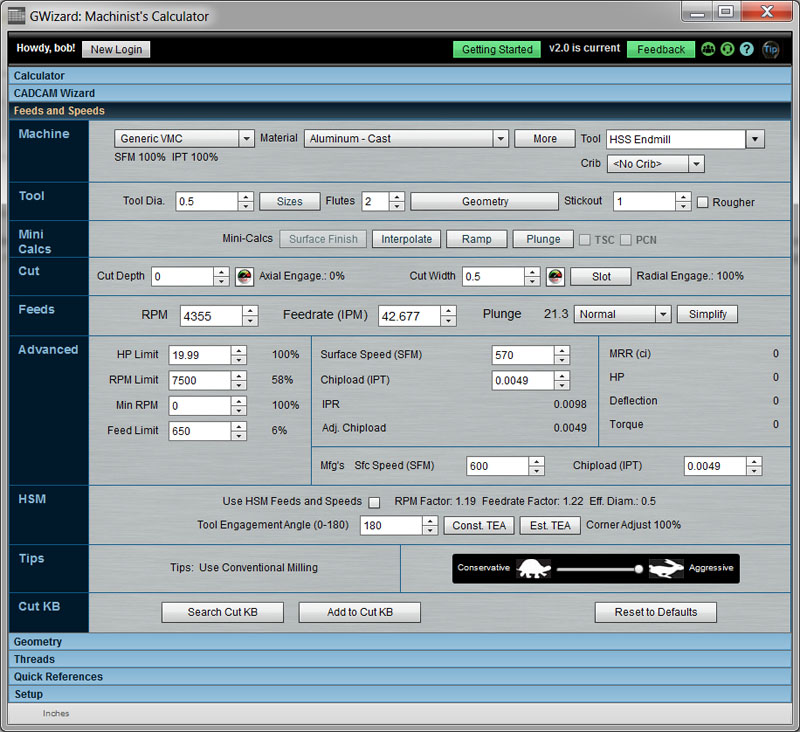 GWizard: Machinist's Calculator
Howdy, bob! New Login Getting Started v2.0 is current Feedback ? Tip
Calculator
CADCAM Wizard
Feeds and Speeds
Machine Generic VMC Material Aluminum - Cast More Tool HSS Endmill
SFM 100% IPT 100% Crib <No Crib>
Tool Tool Dia. 0.5 Sizes Flutes 2 Geometry Stickout 1 Rougher
Mini Calcs Mini-Calcs Surface Finish Interpolate Ramp Plunge TSC PCN
Cut Cut Depth 0 Axial Engage.: 0% Cut Width 0.5 Slot Radial Engage.: 100%
Feeds RPM 4355 Feedrate (IPM) 42.677 Plunge 21.3 Normal Simplify
Advanced HP Limit 19.99 100% Surface Speed (SFM) 570 MRR (ci) 0
RPM Limit 7500 58% Chipload (IPT) 0.0049 HP 0
Min RPM 0 100% IPR 0.0098 Deflection 0
Feed Limit 650 6% Adj. Chipload 0.0049 Torque 0
Mfg's Sfc Speed (SFM) 600 Chipload (IPT) 0.0049
HSM Use HSM Feeds and Speeds RPM Factor: 1.19 Feedrate Factor: 1.22 Eff. Diam.: 0.5
Tool Engagement Angle (0-180) 180 Const. TEA Est. TEA Corner Adjust 100%
Tips Tips: Use Conventional Milling Conservative Aggressive
Cut KB Search Cut KB Add to Cut KB Reset to Defaults
Geometry
Threads
Quick References
Setup
Inches